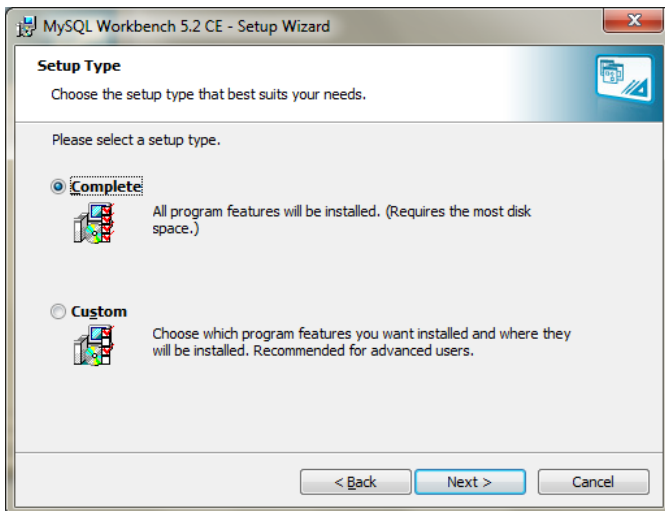 MySQL Workbench 5.2 CE - Setup Wizard
Setup Type
Choose the setup type that best suits your needs.
Please select a setup type.
Complete
All program features will be installed. (Requires the most disk
space.)
Custom
Choose which program features you want installed and where they
will be installed. Recommended for advanced users.
< Back Next > Cancel